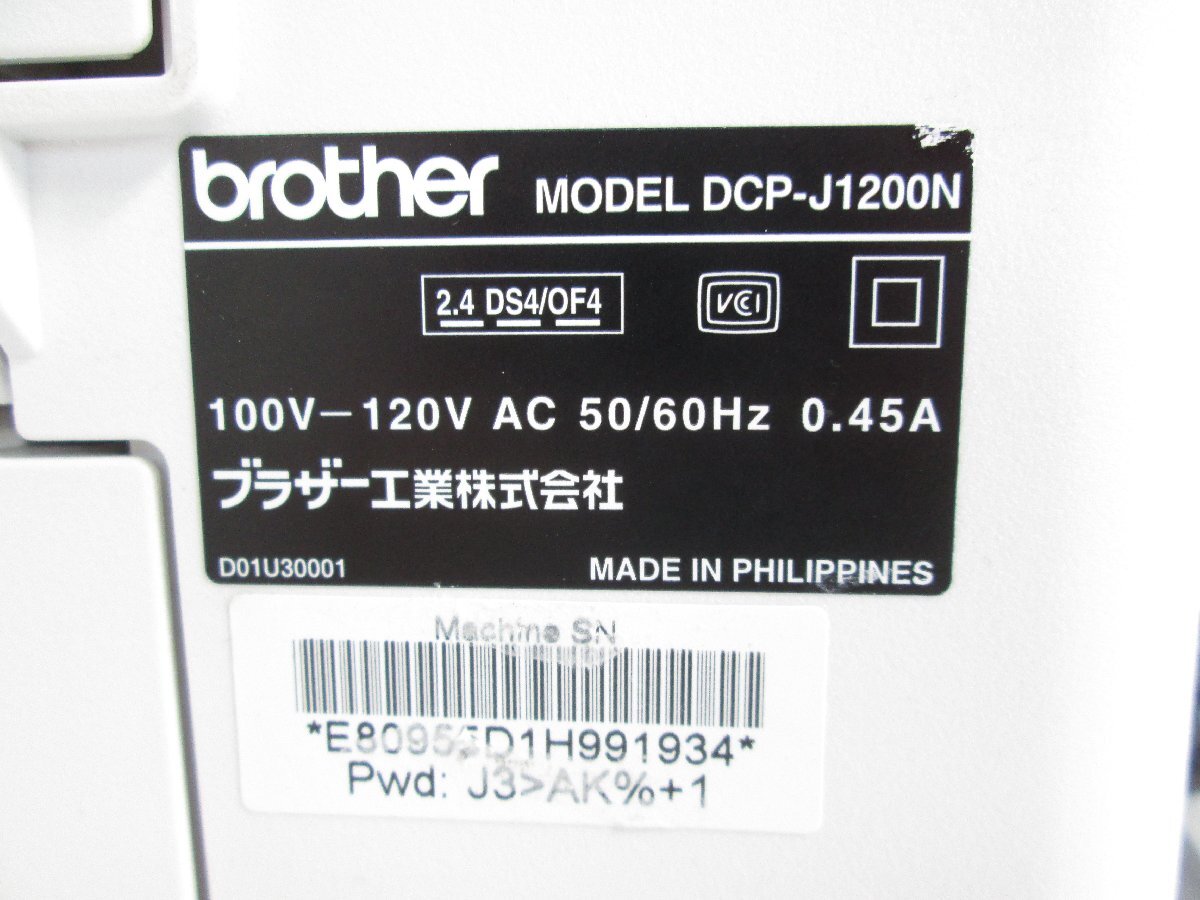 brother MODEL DCP-J1200N
2.4 DS4/OF4
VCCI
100V-120V AC 50/60Hz 0.45A
ブラザー工業株式会社
D01U30001 MADE IN PHILIPPINES
Machine SN
Pwd: J3>AK%+1